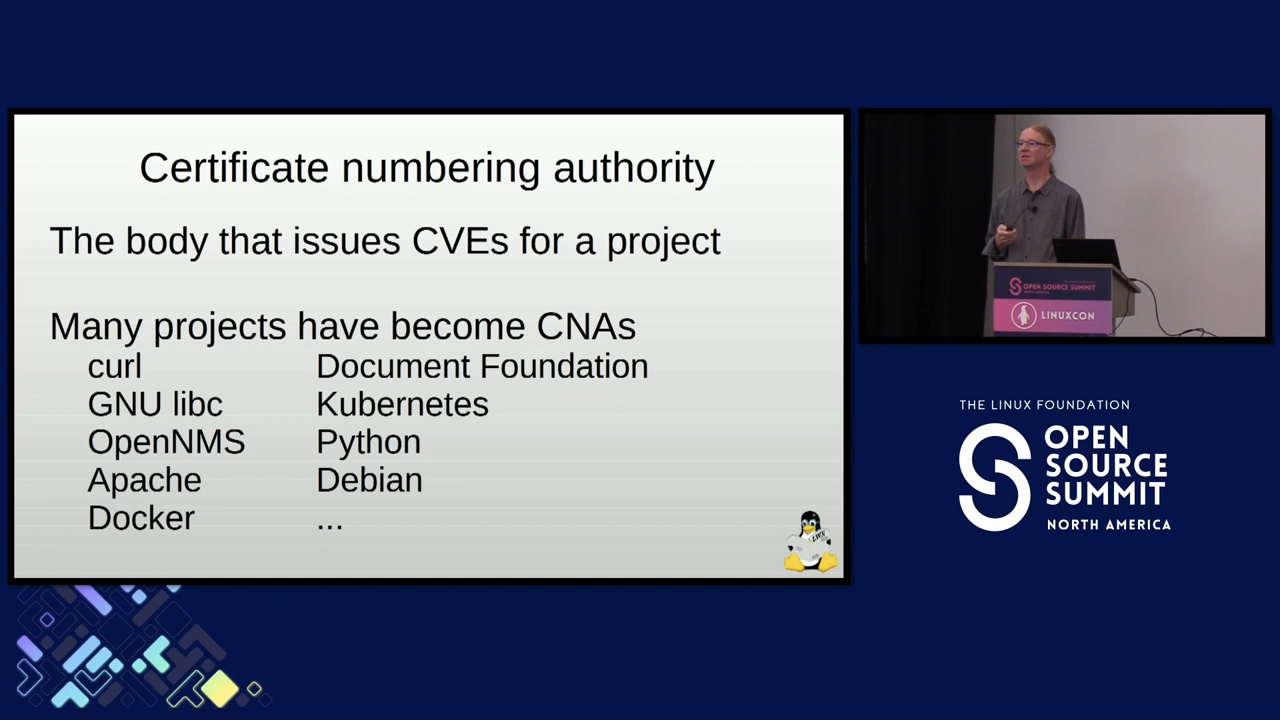 Certificate numbering authority
The body that issues CVEs for a project
Many projects have become CNAs
curl Document Foundation
GNU libc Kubernetes
OpenNMS Python
Apache Debian
Docker ...
LWN
OPEN SOURCE SUMMIT
LINUXCON
THE LINUX FOUNDATION
OPEN
SOURCE
SUMMIT
NORTH AMERICA